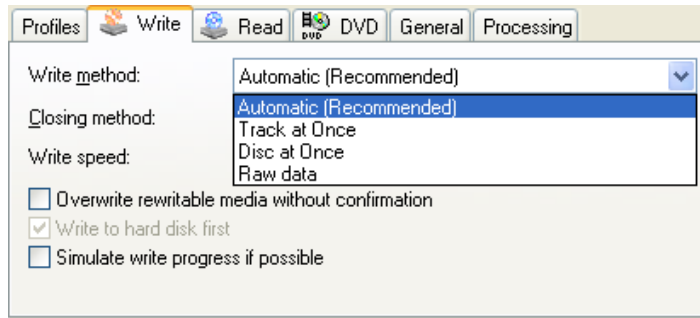 Profiles Write Read DVD DVD General Processing
Write method: Automatic (Recommended)
Automatic (Recommended)
Closing method: Track at Once
Disc at Once
Write speed: Raw data
Overwrite rewritable media without confirmation
Write to hard disk first
Simulate write progress if possible